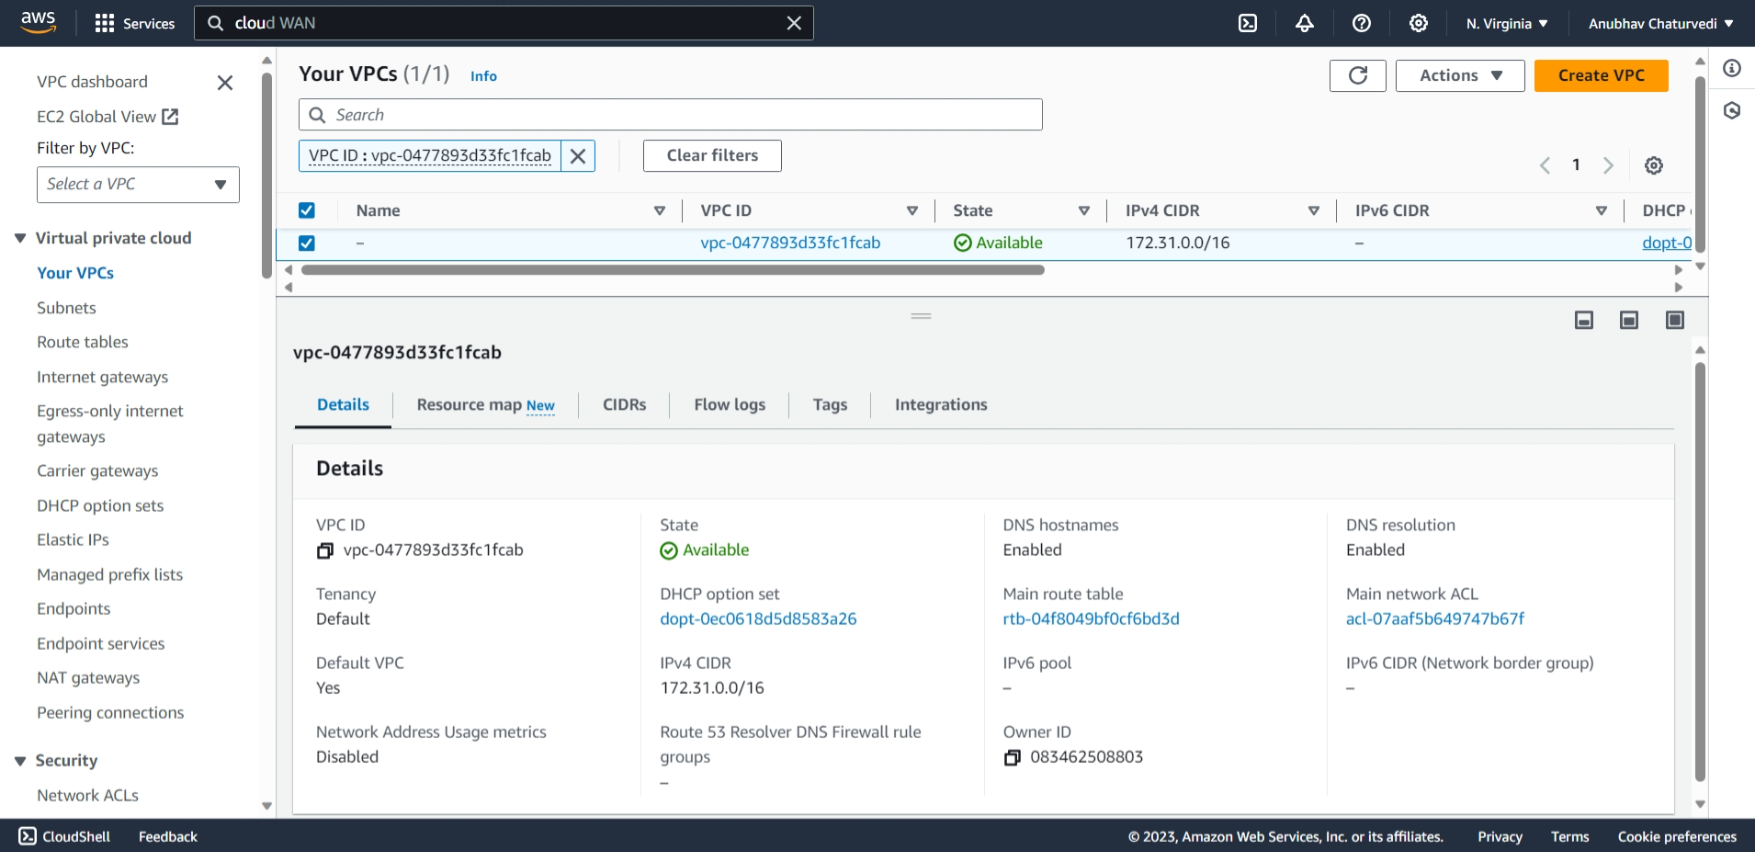 aws
Services
cloud WAN
N. Virginia
Anubhav Chaturvedi
VPC dashboard
EC2 Global View
Filter by VPC:
Select a VPC
Virtual private cloud
Your VPCs
Subnets
Route tables
Internet gateways
Egress-only internet
gateways
Carrier gateways
DHCP option sets
Elastic IPs
Managed prefix lists
Endpoints
Endpoint services
NAT gateways
Peering connections
Security
Network ACLs
Your VPCs (1/1) Info
Actions
Create VPC
Search
VPC ID : vpc-0477893d33fc1fcab
Clear filters
1
Name VPC ID State IPv4 CIDR IPv6 CIDR DHCP
– vpc-0477893d33fc1fcab Available 172.31.0.0/16 – dopt-0
vpc-0477893d33fc1fcab
Details Resource map New CIDRs Flow logs Tags Integrations
Details
VPC ID
vpc-0477893d33fc1fcab
State
Available
DNS hostnames
Enabled
DNS resolution
Enabled
Tenancy
Default
DHCP option set
dopt-0ec0618d5d8583a26
Main route table
rtb-04f8049bf0cf6bd3d
Main network ACL
acl-07aaf5b649747b67f
Default VPC
Yes
IPv4 CIDR
172.31.0.0/16
IPv6 pool
–
IPv6 CIDR (Network border group)
–
Network Address Usage metrics
Disabled
Route 53 Resolver DNS Firewall rule
groups
–
Owner ID
083462508803
CloudShell
Feedback
© 2023, Amazon Web Services, Inc. or its affiliates.
Privacy
Terms
Cookie preferences